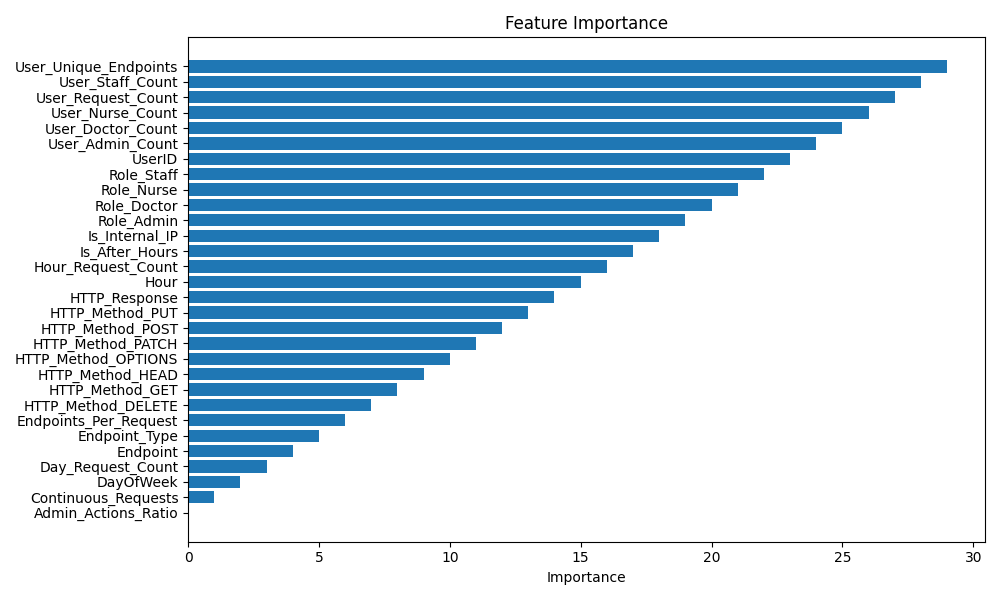 Feature Importance
User_Unique_Endpoints
User_Staff_Count
User_Request_Count
User_Nurse_Count
User_Doctor_Count
User_Admin_Count
UserID
Role_Staff
Role_Nurse
Role_Doctor
Role_Admin
Is_Internal_IP
Is_After_Hours
Hour_Request_Count
Hour
HTTP_Response
HTTP_Method_PUT
HTTP_Method_POST
HTTP_Method_PATCH
HTTP_Method_OPTIONS
HTTP_Method_HEAD
HTTP_Method_GET
HTTP_Method_DELETE
Endpoints_Per_Request
Endpoint_Type
Endpoint
Day_Request_Count
DayOfWeek
Continuous_Requests
Admin_Actions_Ratio
0 5 10 15 20 25 30
Importance